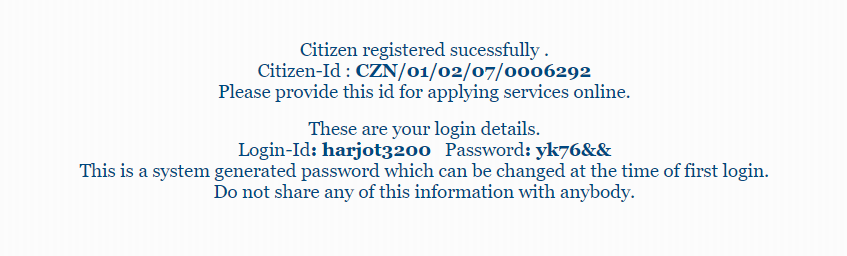 Citizen registered sucessfully .
Citizen-Id : CZN/01/02/07/0006292
Please provide this id for applying services online.
These are your login details.
Login-Id: harjot3200 Password: yk76&&
This is a system generated password which can be changed at the time of first login.
Do not share any of this information with anybody.